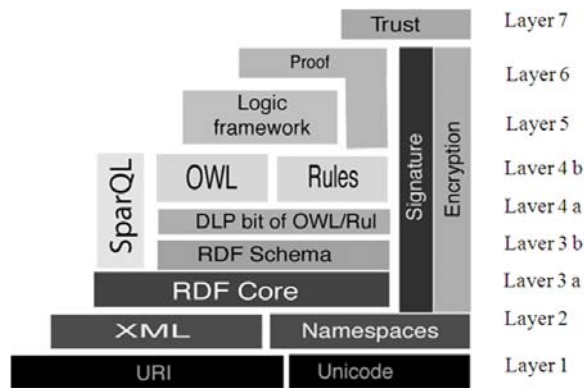 Trust
Layer 7
Proof
Layer 6
Logic
framework
Layer 5
SparQL
OWL
Rules
Signature
Encryption
Laver 4 b
DLP bit of OWL/Rul
Laver 4 a
RDF Schema
Laver 3 b
RDF Core
Laver 3 a
XML
Namespaces
Layer 2
URI
Unicode
Layer 1